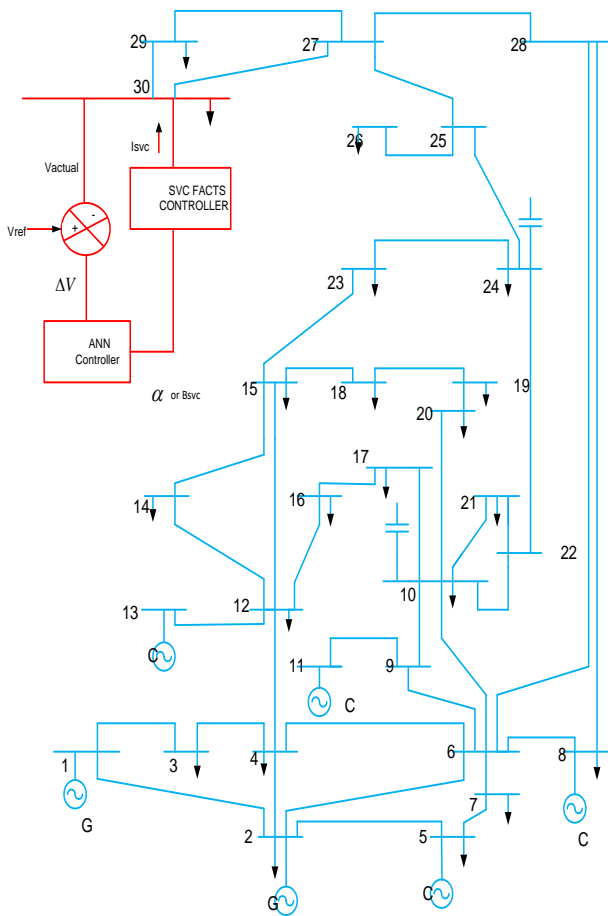 29
27
28
30
Isvc
26
25
Vactual
SVC FACTS
CONTROLLER
Vref
-
+
ΔV
23
24
ANN
Controller
α or Bsvc
15
18
19
20
17
14
16
21
22
13
12
10
C
11
9
C
1
3
4
6
8
7
G
2
5
C
G
C